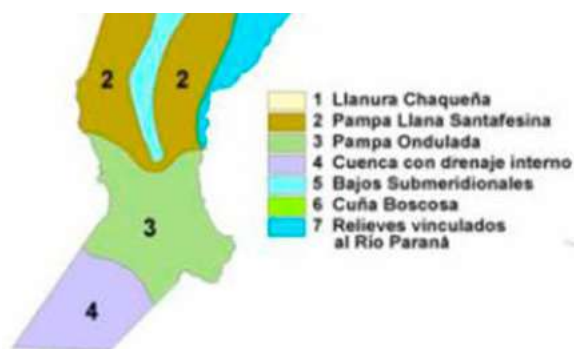 2
2
3
4
1 Llanura Chaqueña
2 Pampa Llana Santafesina
3 Pampa Ondulada
4 Cuenca con drenaje interno
5 Bajos Submeridionales
6 Cuña Boscosa
7 Relieves vinculados
al Río Paraná